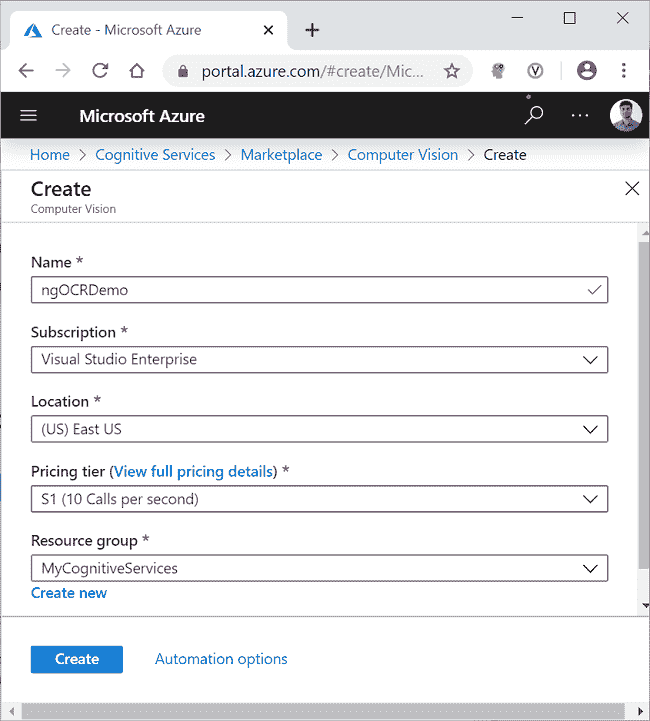 Create - Microsoft Azure
portal.azure.com/#create/Mic...
Microsoft Azure
Home > Cognitive Services > Marketplace > Computer Vision > Create
Create
Computer Vision
Name *
ngOCRDemo
Subscription *
Visual Studio Enterprise
Location *
(US) East US
Pricing tier (View full pricing details) *
S1 (10 Calls per second)
Resource group *
MyCognitiveServices
Create new
Create Automation options